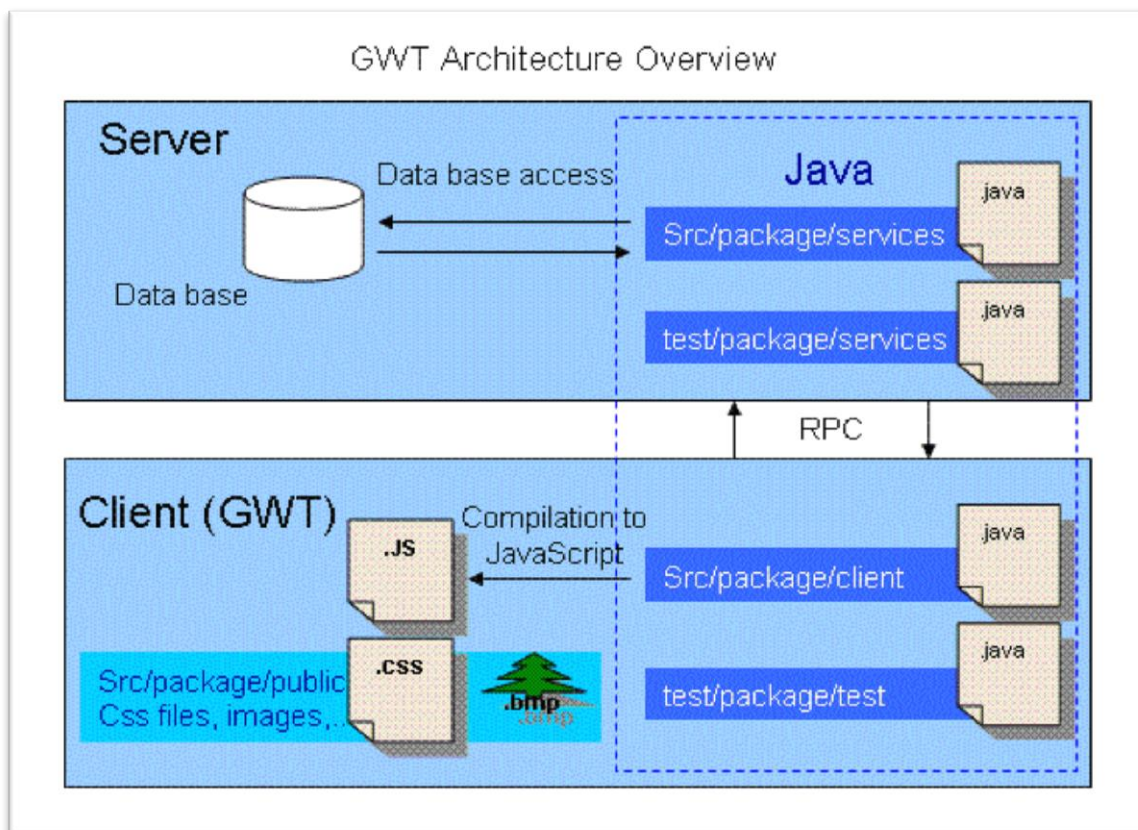 GWT Architecture Overview
Server
Data base access
Data base
Java
Src/package/services
.java
test/package/services
.java
RPC
Client (GWT)
.JS
Compilation to
JavaScript
Src/package/client
.java
Src/package/public
Css files, images,..
.css
.bmp
.bmp
test/package/test
.java